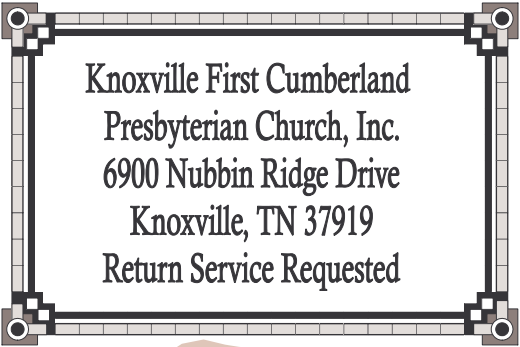 Knoxville First Cumberland
Presbyterian Church, Inc.
6900 Nubbin Ridge Drive
Knoxville, TN 37919
Return Service Requested